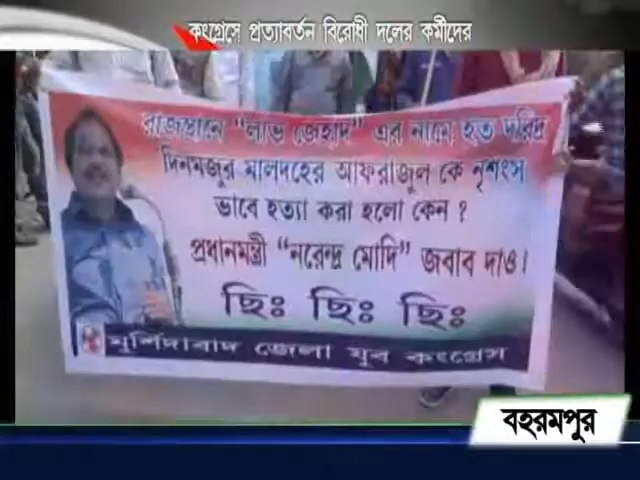 কংগ্রেসে প্রত্যাবর্তন বিরোধী দলের কর্মীদের
রাজস্থানে "লাভ জেহাদ" এর নামে হত দরিদ্র
দিনমজুর মালদহের আফরাজুল কে নৃশংস
ভাবে হত্যা করা হলো কেন ?
প্রধানমন্ত্রী "নরেন্দ্র মোদি" জবাব দাও।
ছিঃ ছিঃ ছিঃ
মুর্শিদাবাদ জেলা যুব কংগ্রেস
বহরমপুর